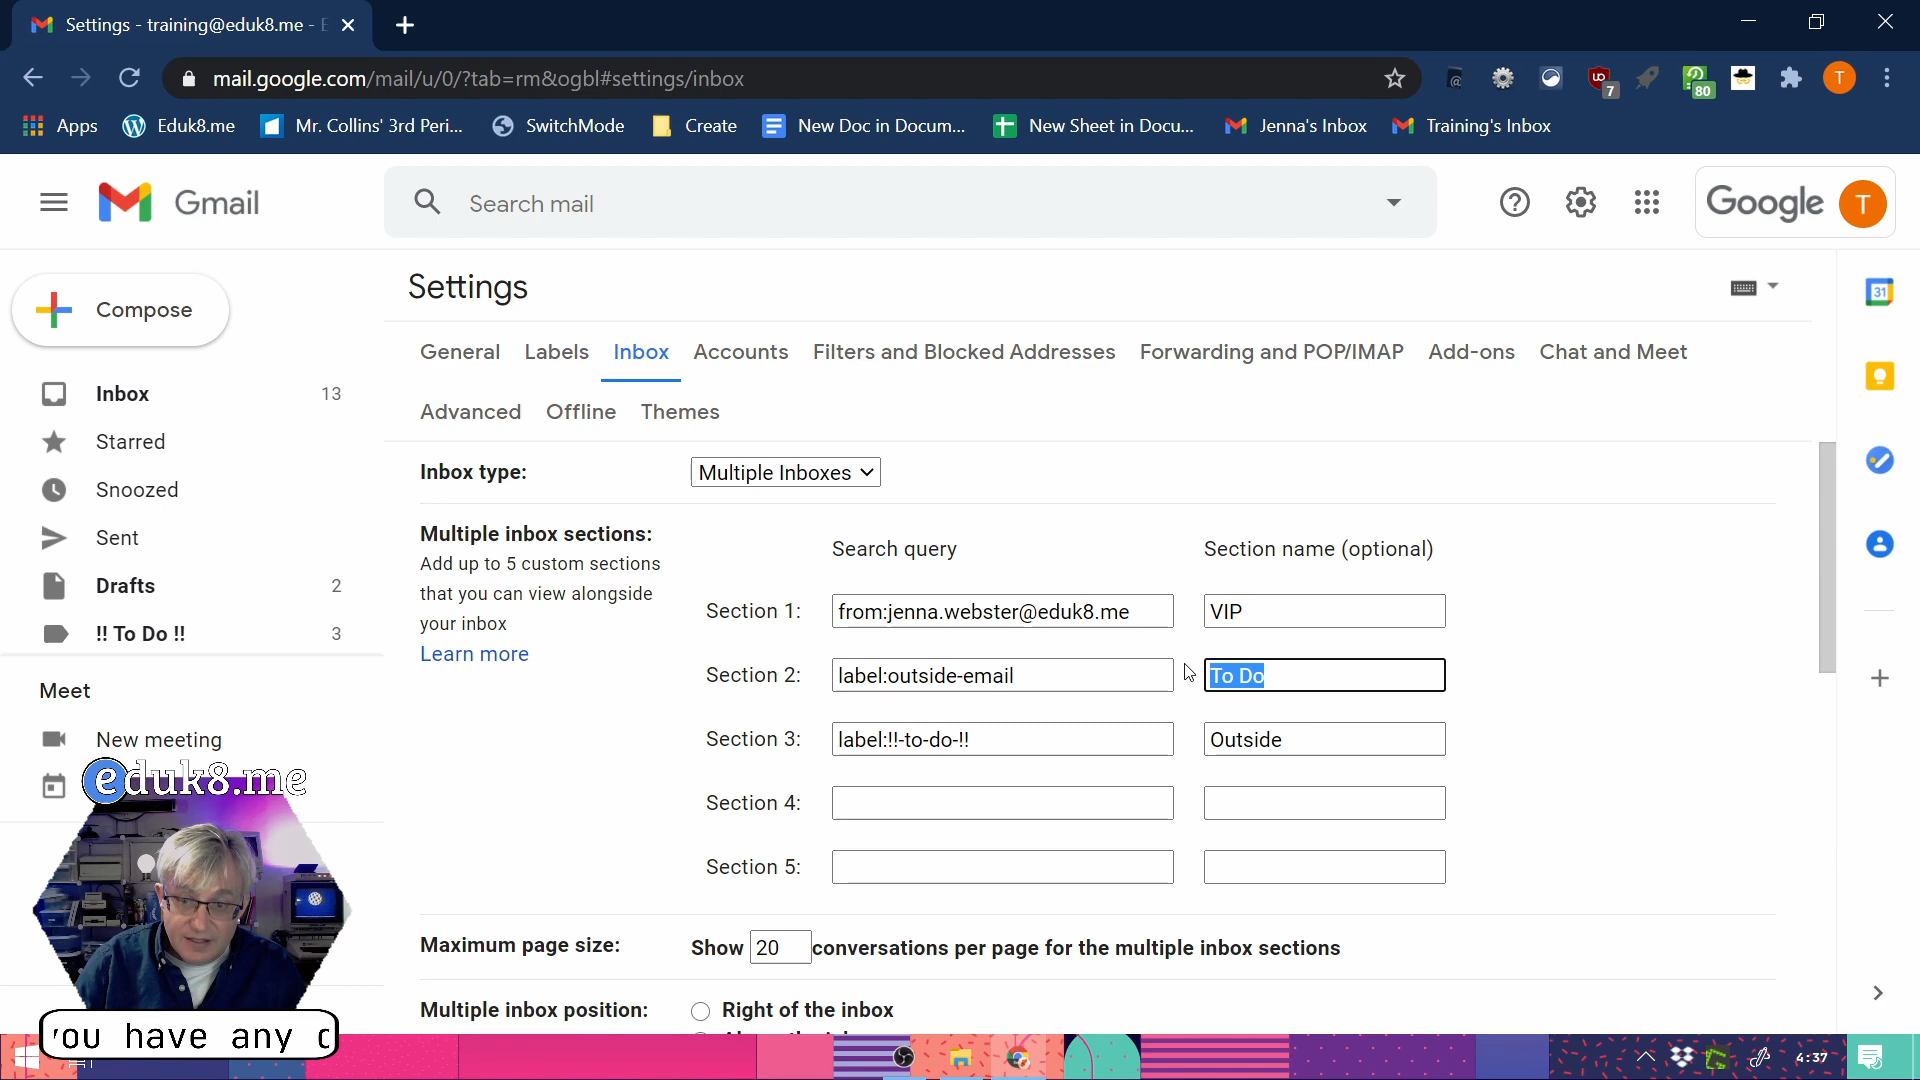 Settings - training@eduk8.me -
mail.google.com/mail/u/0/?tab=rm&ogbl#settings/inbox
7
80
T
Apps
Eduk8.me
Mr. Collins' 3rd Peri...
SwitchMode
Create
New Doc in Docum...
New Sheet in Docu...
Jenna's Inbox
Training's Inbox
Gmail
Search mail
Google
T
Compose
Settings
31
General
Labels
Inbox
Accounts
Filters and Blocked Addresses
Forwarding and POP/IMAP
Add-ons
Chat and Meet
Advanced
Offline
Themes
Inbox 13
Starred
Snoozed
Sent
Drafts 2
!! To Do !! 3
Meet
New meeting
Inbox type:
Multiple Inboxes
Multiple inbox sections:
Add up to 5 custom sections
that you can view alongside
your inbox
Learn more
Search query
Section name (optional)
Section 1: from:jenna.webster@eduk8.me VIP
Section 2: label:outside-email To Do
Section 3: label:!!-to-do-!! Outside
Section 4:
Section 5:
Maximum page size:
Show 20 conversations per page for the multiple inbox sections
Multiple inbox position:
Right of the inbox
eduk8.me
you have any
4:37